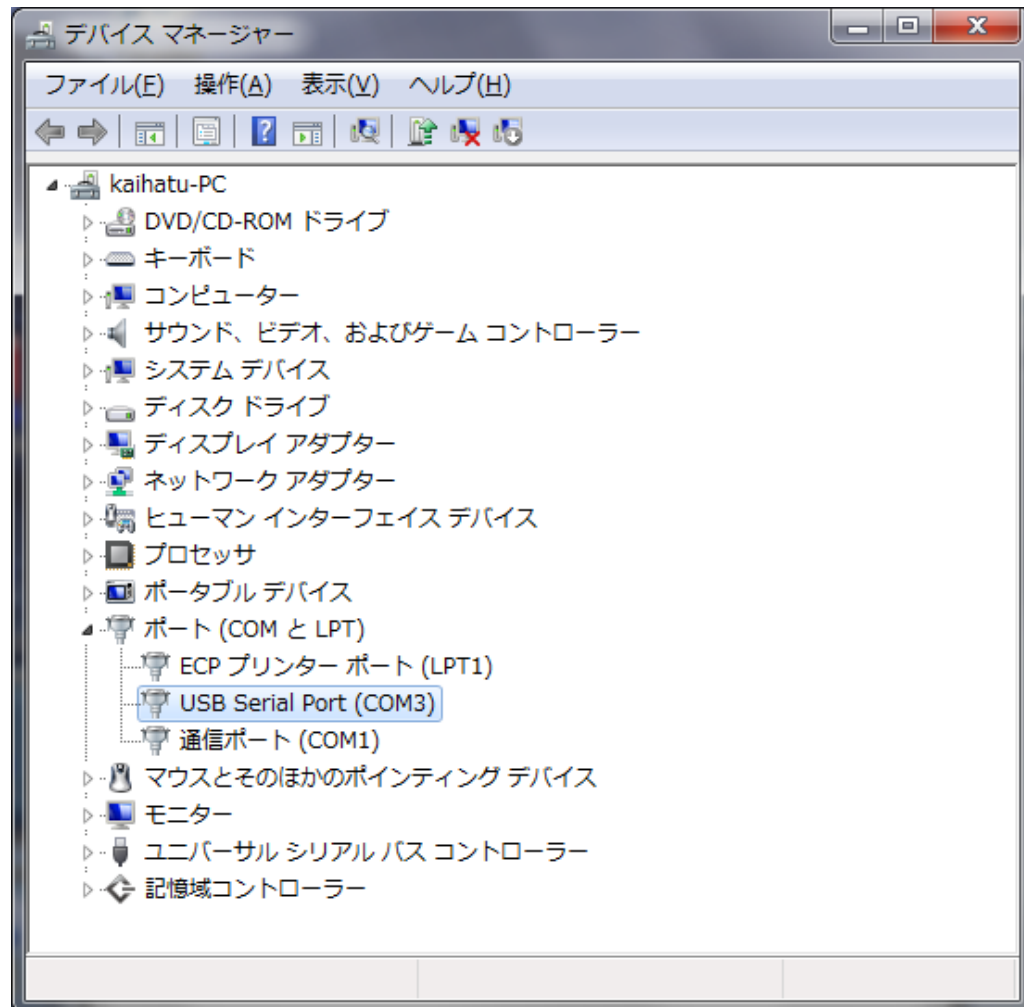 デバイス マネージャー
ファイル(F) 操作(A) 表示(V) ヘルプ(H)
kaihatu-PC
DVD/CD-ROM ドライブ
キーボード
コンピューター
サウンド、ビデオ、およびゲーム コントローラー
システム デバイス
ディスク ドライブ
ディスプレイ アダプター
ネットワーク アダプター
ヒューマン インターフェイス デバイス
プロセッサ
ポータブル デバイス
ポート (COM と LPT)
ECP プリンター ポート (LPT1)
USB Serial Port (COM3)
通信ポート (COM1)
マウスとそのほかのポインティング デバイス
モニター
ユニバーサル シリアル バス コントローラー
記憶域コントローラー